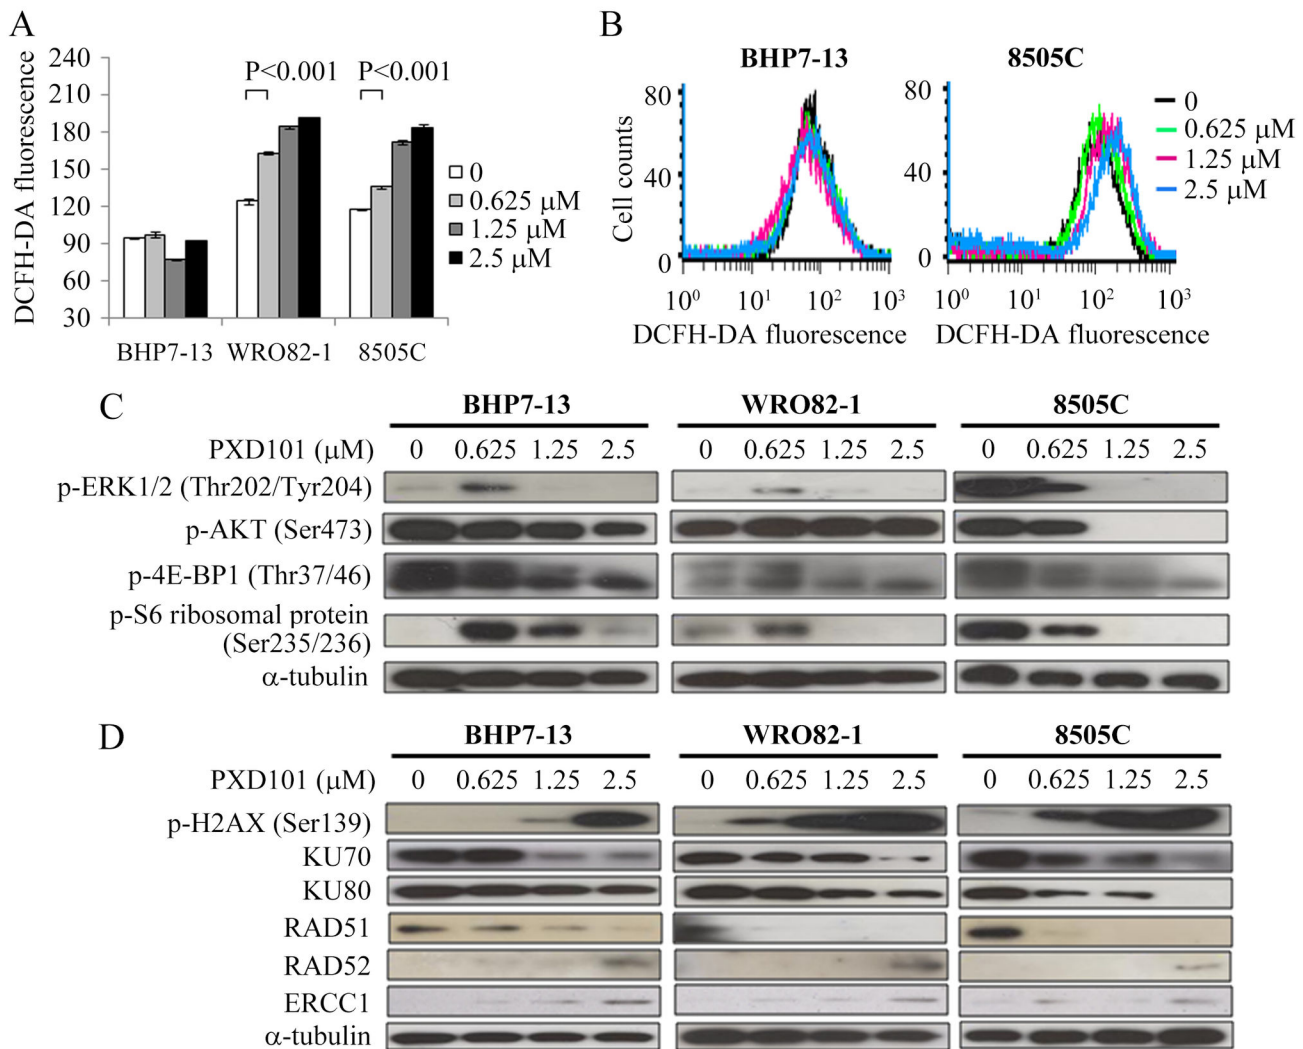 A
DCFH-DA fluorescence
240
210
180
150
120
90
60
30
P<0.001
P<0.001
BHP7-13
WRO82-1
8505C
0
0.625 μM
1.25 μM
2.5 μM
B
BHP7-13
8505C
Cell counts
80
40
0
10⁰ 10¹ 10² 10³
DCFH-DA fluorescence
80
40
0
10⁰ 10¹ 10² 10³
DCFH-DA fluorescence
0
0.625 μM
1.25 μM
2.5 μM
C
BHP7-13 WRO82-1 8505C
PXD101 (μM) 0 0.625 1.25 2.5 0 0.625 1.25 2.5 0 0.625 1.25 2.5
p-ERK1/2 (Thr202/Tyr204)
p-AKT (Ser473)
p-4E-BP1 (Thr37/46)
p-S6 ribosomal protein
(Ser235/236)
α-tubulin
D
BHP7-13 WRO82-1 8505C
PXD101 (μM) 0 0.625 1.25 2.5 0 0.625 1.25 2.5 0 0.625 1.25 2.5
p-H2AX (Ser139)
KU70
KU80
RAD51
RAD52
ERCC1
α-tubulin